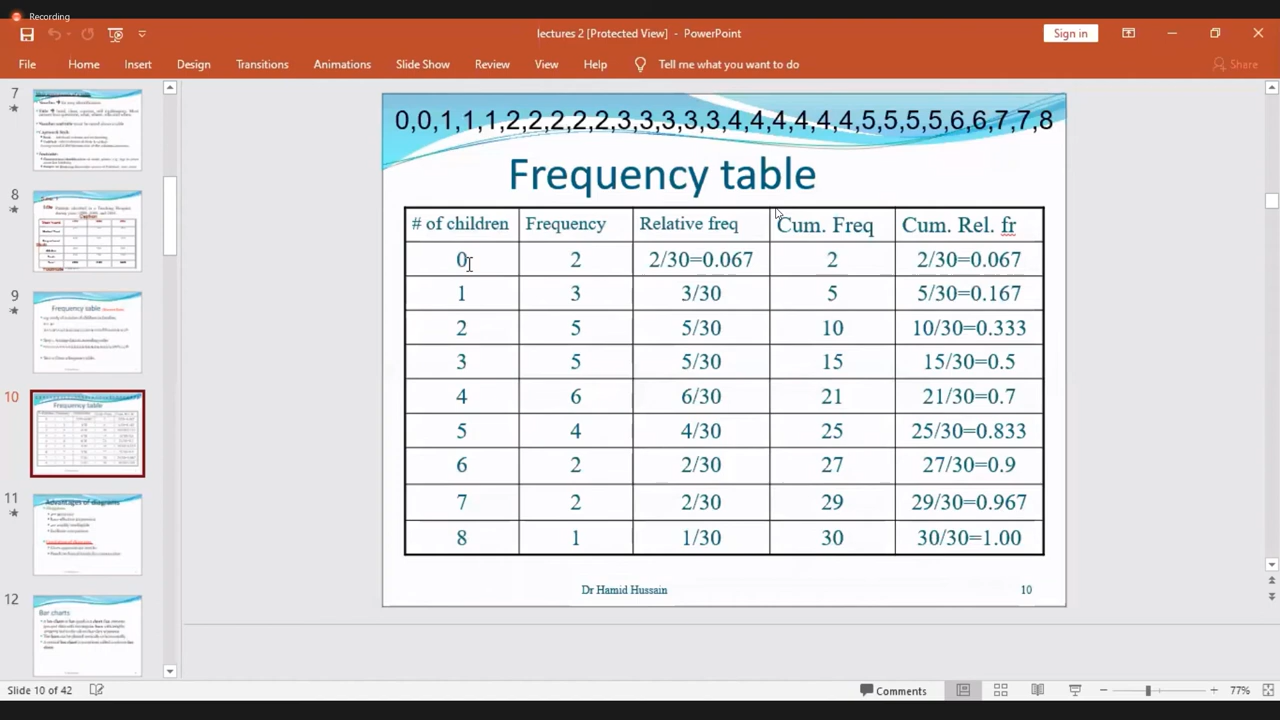 Recording
lectures 2 [Protected View] - PowerPoint
Sign in
File Home Insert Design Transitions Animations Slide Show Review View Help Tell me what you want to do Share
7
8
9
Frequency table
10
Frequency table
11
Advantages of diagrams
12
Bar charts
0,0,1,1,1,2,2,2,2,2,3,3,3,3,3,4,4,4,4,4,4,5,5,5,5,6,6,7,7,8
Frequency table
# of children Frequency Relative freq Cum. Freq Cum. Rel. fr
0 2 2/30=0.067 2 2/30=0.067
1 3 3/30 5 5/30=0.167
2 5 5/30 10 10/30=0.333
3 5 5/30 15 15/30=0.5
4 6 6/30 21 21/30=0.7
5 4 4/30 25 25/30=0.833
6 2 2/30 27 27/30=0.9
7 2 2/30 29 29/30=0.967
8 1 1/30 30 30/30=1.00
Dr Hamid Hussain 10
Slide 10 of 42 Comments 77%